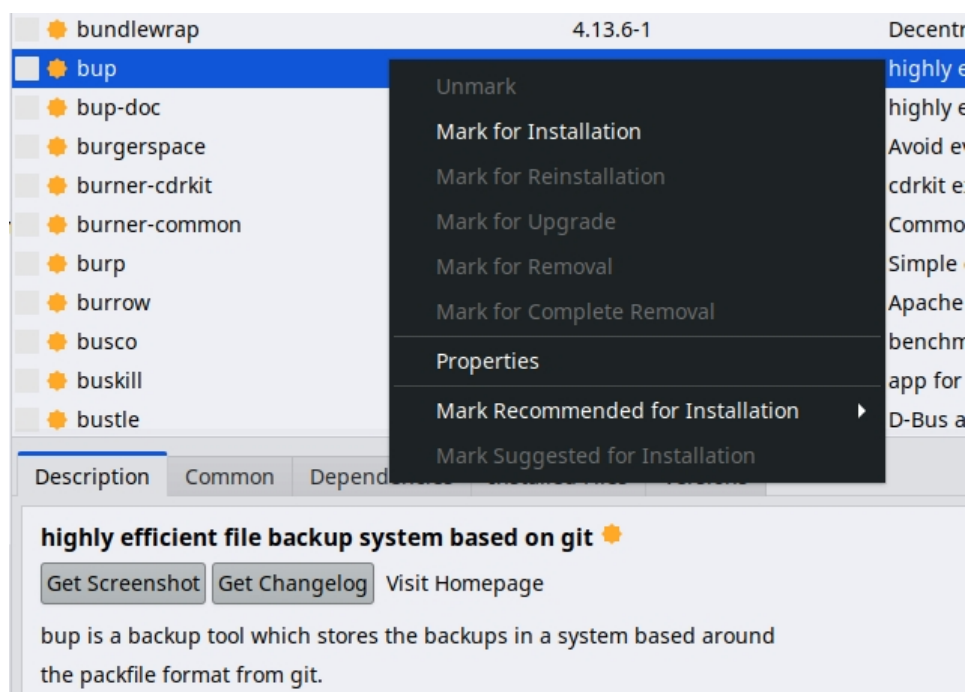 bundlewrap 4.13.6-1 Decentr
bup highly e
bup-doc highly e
burgerspace Avoid ev
burner-cdrkit cdrkit e
burner-common Commo
burp Simple
burrow Apache
busco benchm
buskill app for
bustle D-Bus a
Unmark
Mark for Installation
Mark for Reinstallation
Mark for Upgrade
Mark for Removal
Mark for Complete Removal
Properties
Mark Recommended for Installation
Mark Suggested for Installation
Description Common Dependencies Installed Files Versions
highly efficient file backup system based on git
Get Screenshot Get Changelog Visit Homepage
bup is a backup tool which stores the backups in a system based around
the packfile format from git.